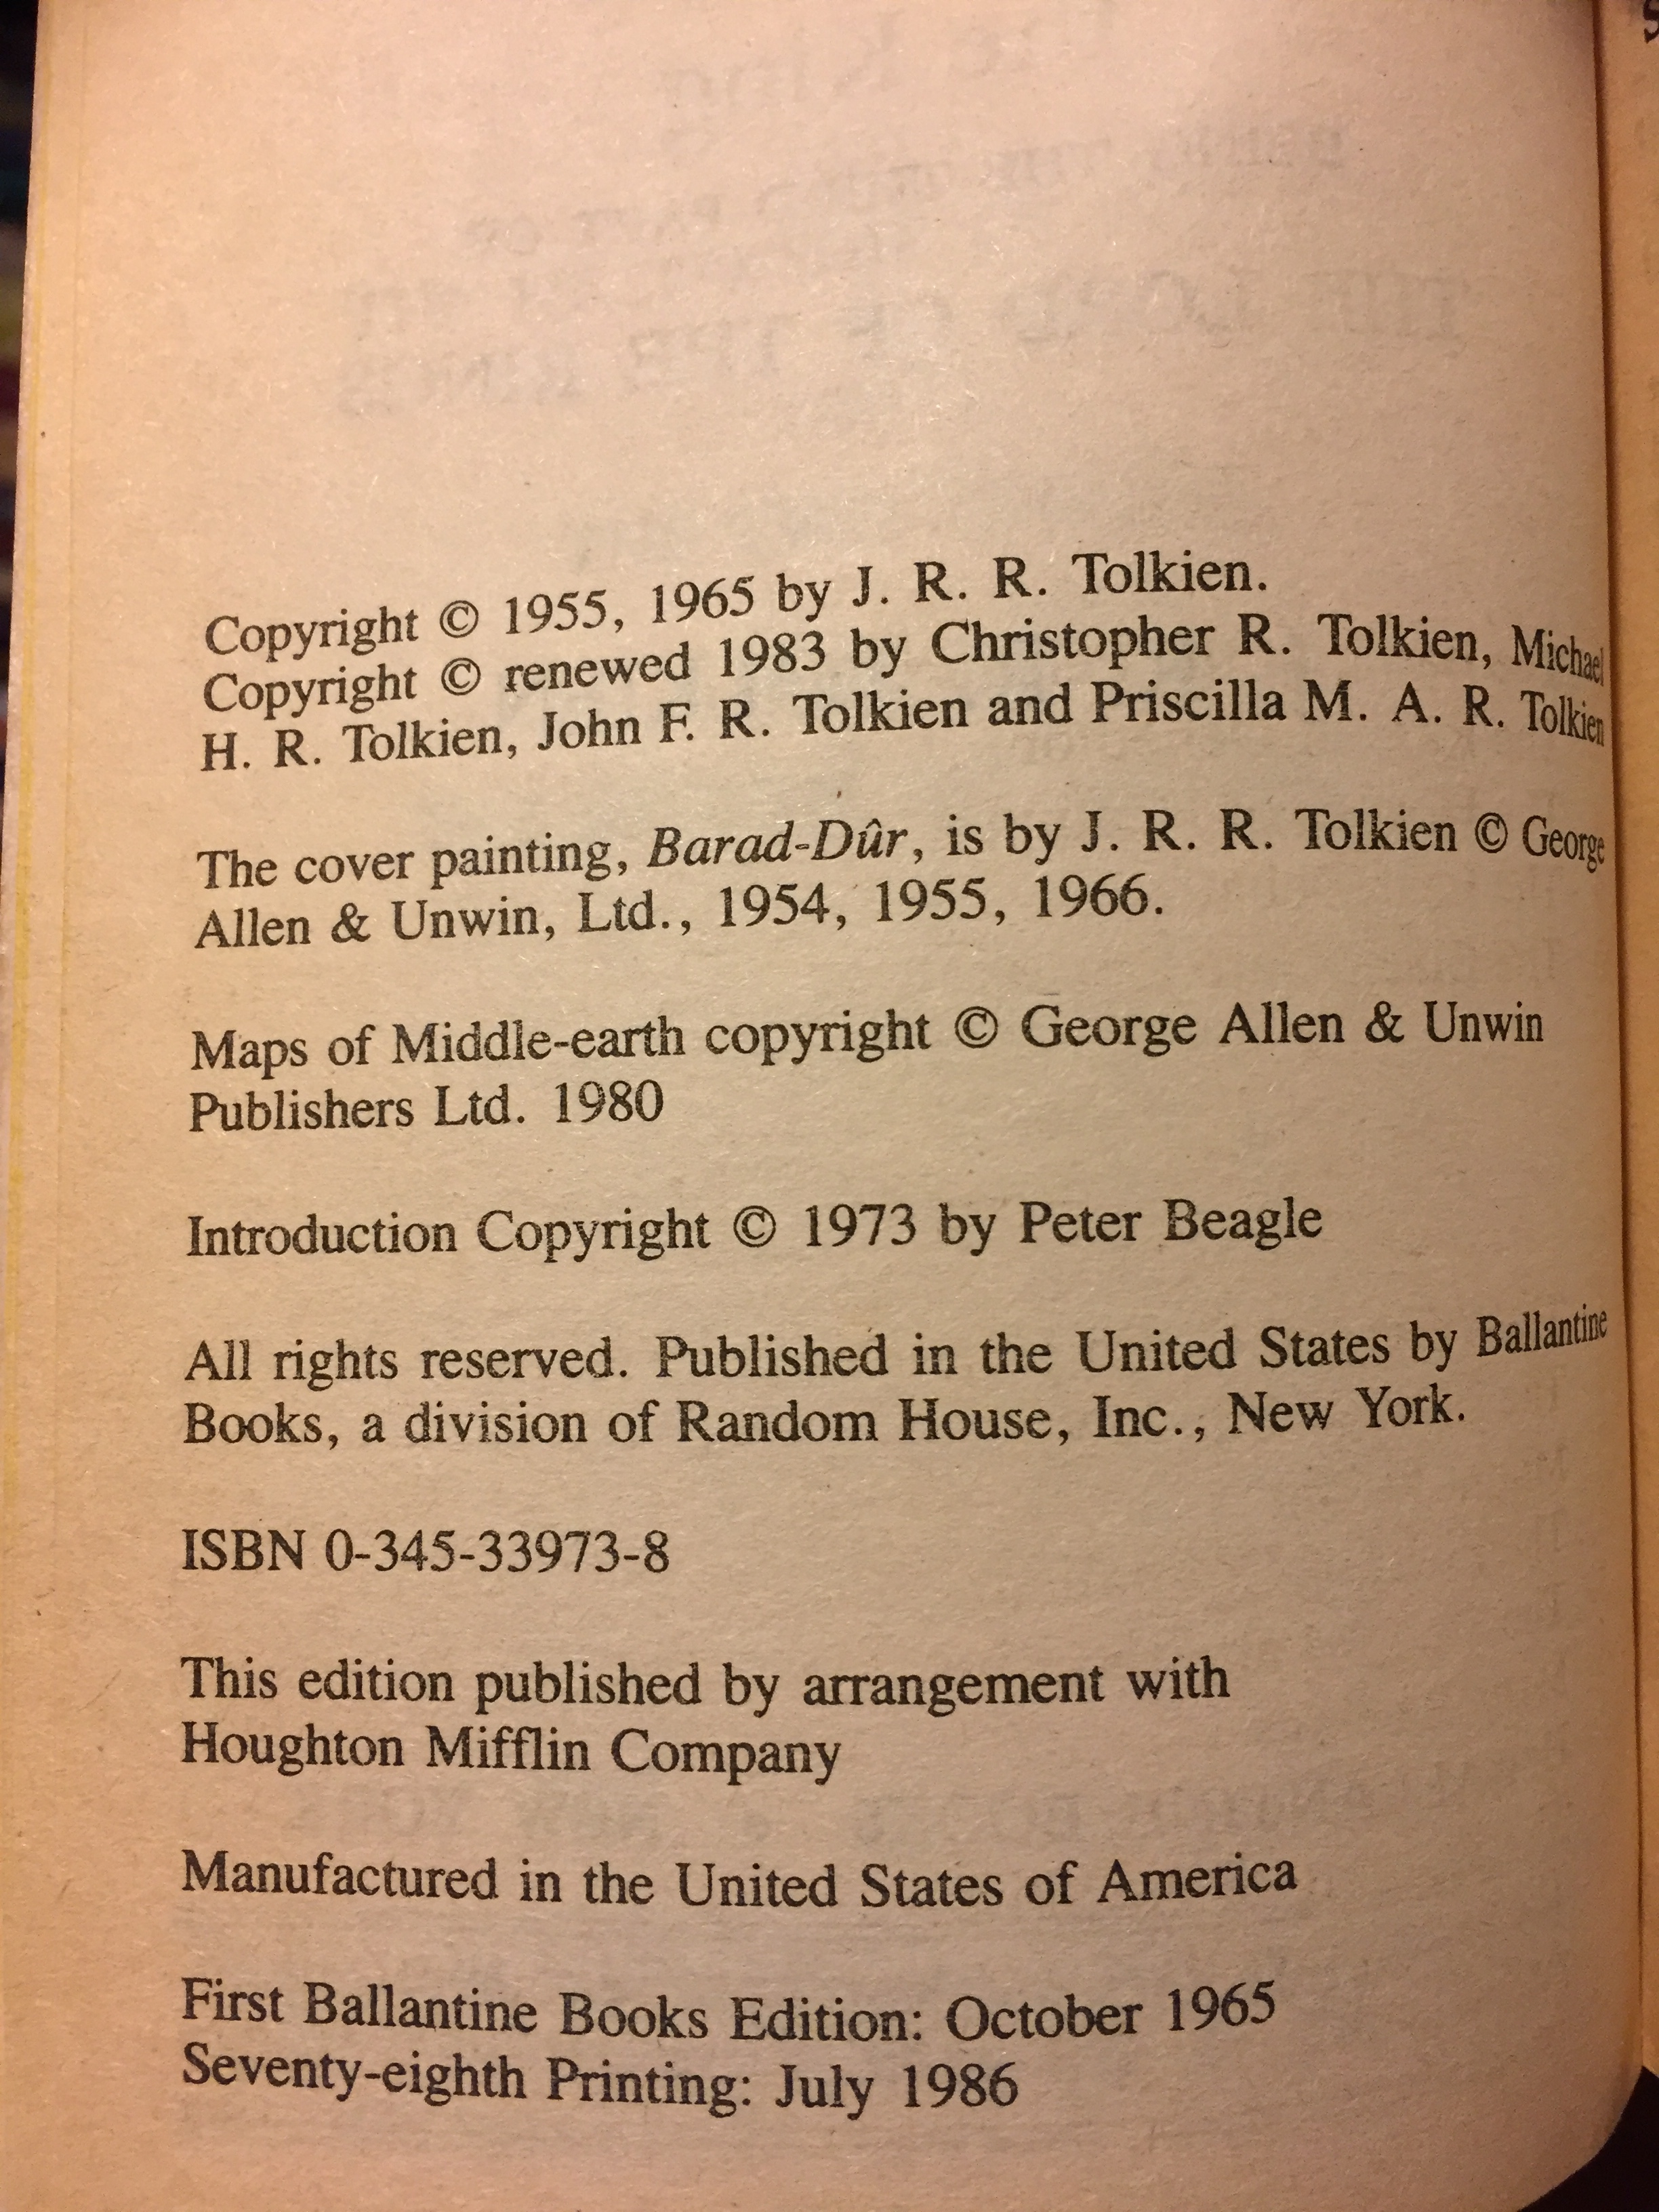 Copyright © 1955, 1965 by J. R. R. Tolkien.
Copyright © renewed 1983 by Christopher R. Tolkien, Michael
H. R. Tolkien, John F. R. Tolkien and Priscilla M. A. R. Tolkien
The cover painting, Barad-Dûr, is by J. R. R. Tolkien © George
Allen & Unwin, Ltd., 1954, 1955, 1966.
Maps of Middle-earth copyright © George Allen & Unwin
Publishers Ltd. 1980
Introduction Copyright © 1973 by Peter Beagle
All rights reserved. Published in the United States by Ballantine
Books, a division of Random House, Inc., New York.
ISBN 0-345-33973-8
This edition published by arrangement with
Houghton Mifflin Company
Manufactured in the United States of America
First Ballantine Books Edition: October 1965
Seventy-eighth Printing: July 1986